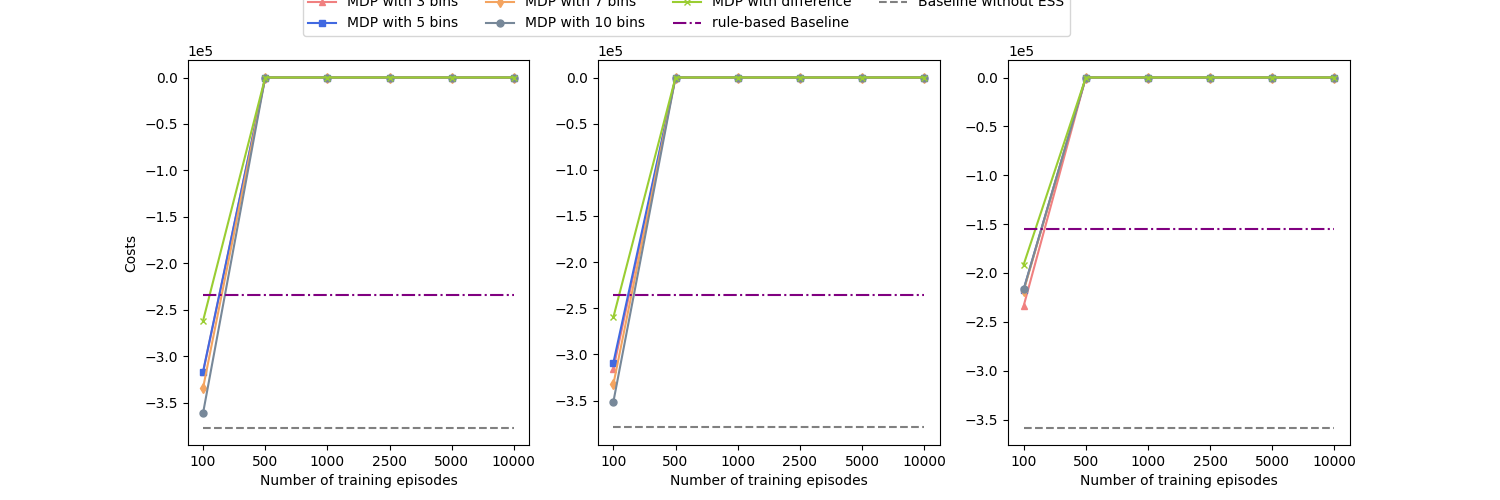 MDP with 3 bins MDP with 7 bins MDP with difference Baseline without ESS
MDP with 5 bins MDP with 10 bins rule-based Baseline
1e5 1e5 1e5
0.0 0.0 0.0
−0.5 −0.5 −0.5
−1.0 −1.0 −1.0
−1.5 −1.5 −1.5
−2.0 −2.0 −2.0
−2.5 −2.5 −2.5
−3.0 −3.0 −3.0
−3.5 −3.5 −3.5
Costs
100 500 1000 2500 5000 10000 100 500 1000 2500 5000 10000 100 500 1000 2500 5000 10000
Number of training episodes Number of training episodes Number of training episodes